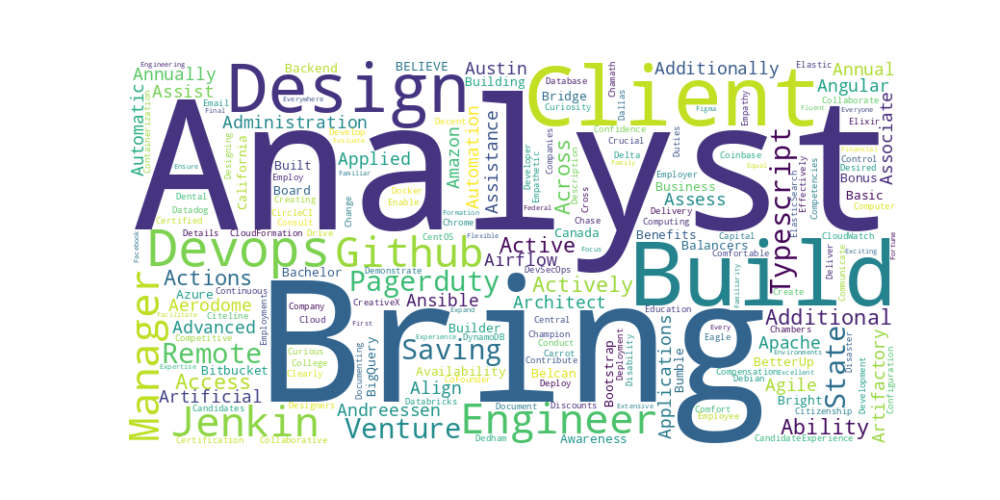 Analyst
Bring
Client
Build
Design
Devops
Github
Engineer
Manager
Jenkin
Typescript
State
Venture
Pagerduty
Saving
Remote
Ability
Additional
Additionally
Administration
Annually
Assist
Automatic
Engineering
Containerization
Email
Final
Everywhere
Backend
BELIEVE
Austin
Building
Bridge
Curiosity
Database
Chamath
Dallas
Figma
Empathy
Elastic
Annual
Angular
Collaborate
Everyone
Fluent
Elixir
Associate
Financial
Control
Desired
Bonus
Basic
Competencies
Computer
Effectively
ElasticSearch
Coinbase
Equal
Duties
Confidence
Crucial
Companies
Delta
Description
Family
Employer
Business
Assess
Delivery
Computing
Benefits
Capital
Balancers
Comfortable
CloudWatch
Exciting
Deliver
Communicate
Fortune
Create
Familiarity
Across
Cross
Chase
Canada
Focus
Developer
Empathetic
Assistance
Automation
Amazon
Decent
Develop
Evaluate
Applied
Familiar
Docker
Enable
Formation
Chrome
Federal
Flexible
CentOS
Change
Built
Employ
Board
Creating
CircleCI
Consult
Drive
CloudFormation
Details
Designing
California
Ensure
Dental
Datadog
Certified
Facebook
Actions
Azure
Continuous
Aerodome
Facilitate
Citeline
Advanced
Competitive
Expertise
Bitbucket
Access
Artificial
Candidates
Certification
Collaborative
Employment
Bachelor
Company
Cloud
Curious
College
Clearly
Designers
Documenting
BigQuery
First
CreativeX
Demonstrate
Active
Airflow
Actively
DevSecOps
Ansible
Expand
Architect
Builder
Experience
DynamoDB
Central
Champion
Conduct
Carrot
Contribute
Availability
Cofounder
Align
Belcan
Databricks
Deploy
Document
Discounts
Extensive
Andreessen
Dedham
Awareness
Bootstrap
Deployment
Disability
Education
Applications
Bumble
Every
Eagle
Comfort
Employee
Chambers
Apache
Environments
BetterUp
Disaster
Compensation
Excellent
Debian
Agile
Bright
Citizenship
Development
Artifactory
Configuration
CandidateExperience